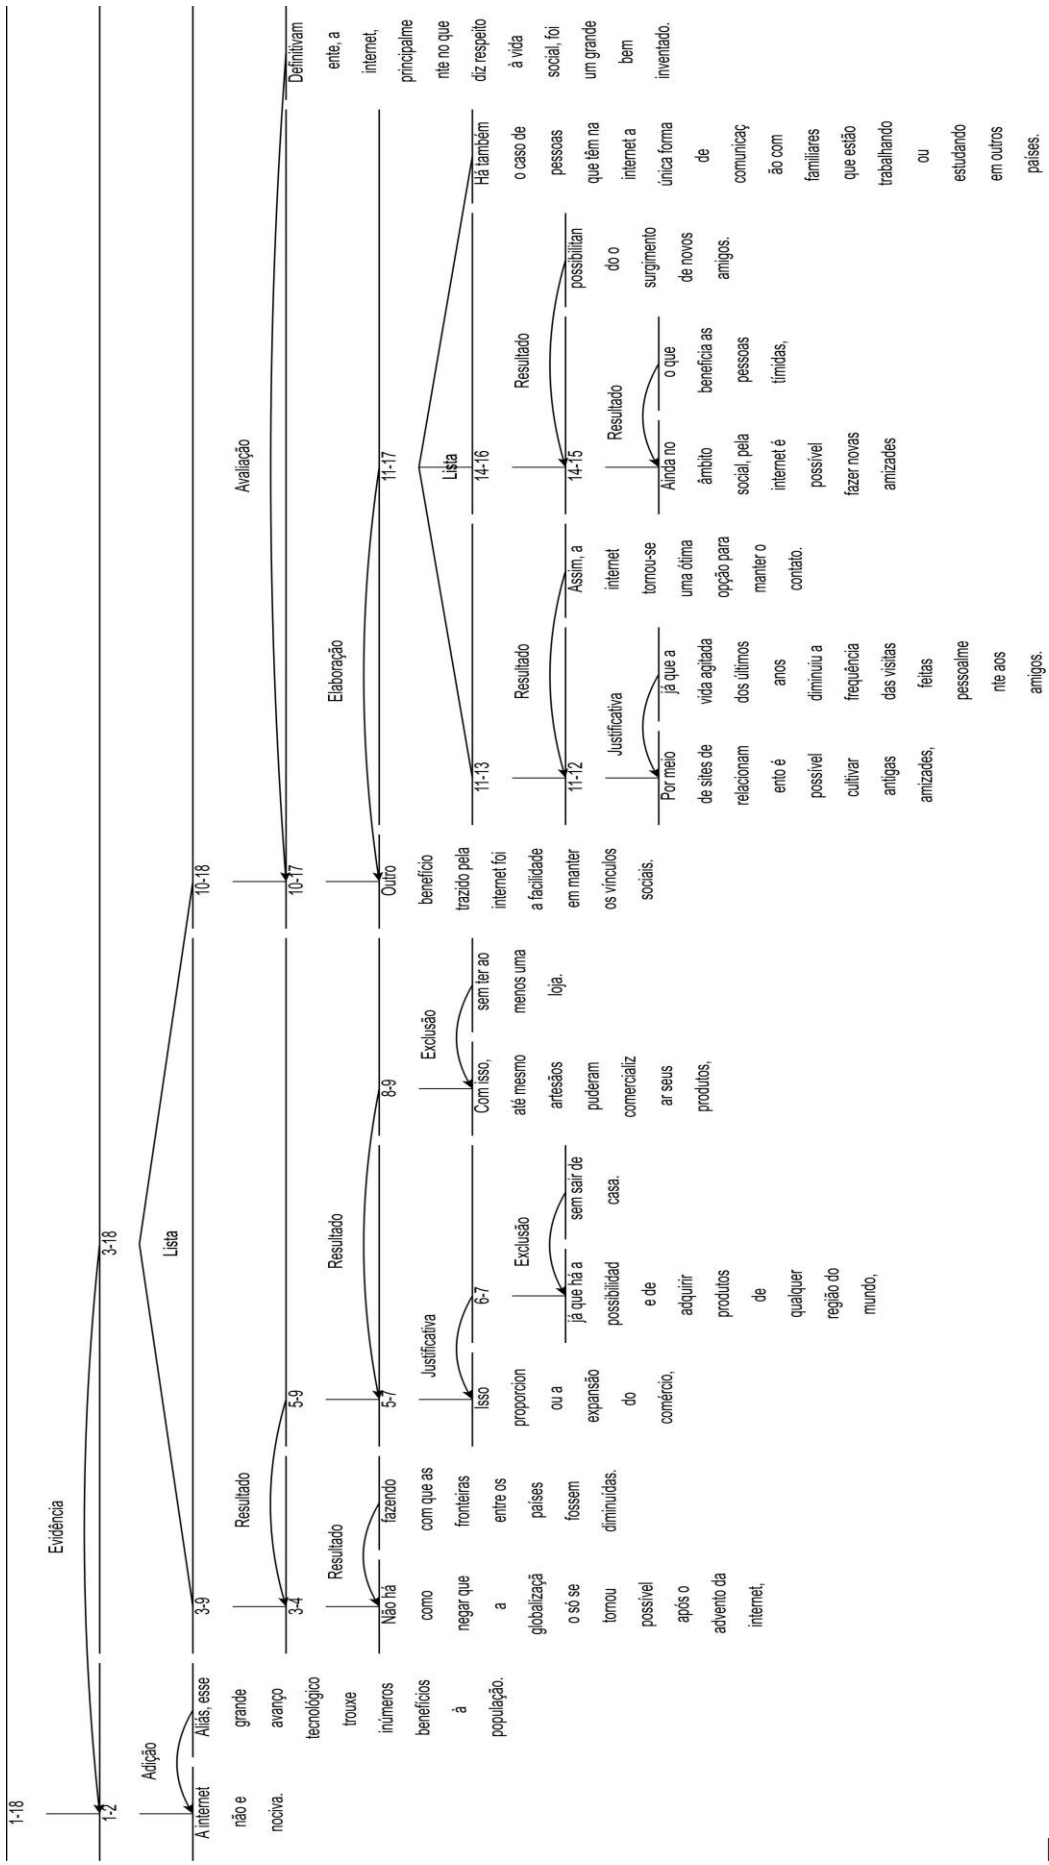 1-18
Evidência
1-2
3-18
Adição
Lista
A internet
não e
nociva.
Aliás, esse
grande
avanço
tecnológico
trouxe
inúmeros
benefícios
à
população.
3-9
10-18
Resultado
Avaliação
3-4
5-9
10-17
Definitivam
ente, a
internet,
principalme
nte no que
diz respeito
à vida
social, foi
um grande
bem
inventado.
Resultado
Resultado
Elaboração
Não há
como
negar que
a
globalizaçã
o só se
tornou
possível
após o
advento da
internet,
fazendo
com que as
fronteiras
entre os
países
fossem
diminuídas.
5-7
8-9
Outro
benefício
trazido pela
internet foi
a facilidade
em manter
os vínculos
sociais.
11-17
Justificativa
Exclusão
Lista
Isso
proporcion
ou a
expansão
do
comércio,
6-7
Com isso,
até mesmo
artesãos
puderam
comercializ
ar seus
produtos,
sem ter ao
menos uma
loja.
11-13
14-16
Há também
o caso de
pessoas
que têm na
internet a
única forma
de
comunicaç
ão com
familiares
que estão
trabalhando
ou
estudando
em outros
países.
Exclusão
Resultado
Resultado
já que há a
possibilidad
e de
adquirir
produtos
de
qualquer
região do
mundo,
sem sair de
casa.
11-12
Assim, a
internet
tornou-se
uma ótima
opção para
manter o
contato.
14-15
possibilitan
do o
surgimento
de novos
amigos.
Justificativa
Resultado
Por meio
de sites de
relacionam
ento é
possível
cultivar
antigas
amizades,
já que a
vida agitada
dos últimos
anos
diminuiu a
frequência
das visitas
feitas
pessoalme
nte aos
amigos.
Ainda no
âmbito
social, pela
internet é
possível
fazer novas
amizades
o que
beneficia as
pessoas
tímidas,